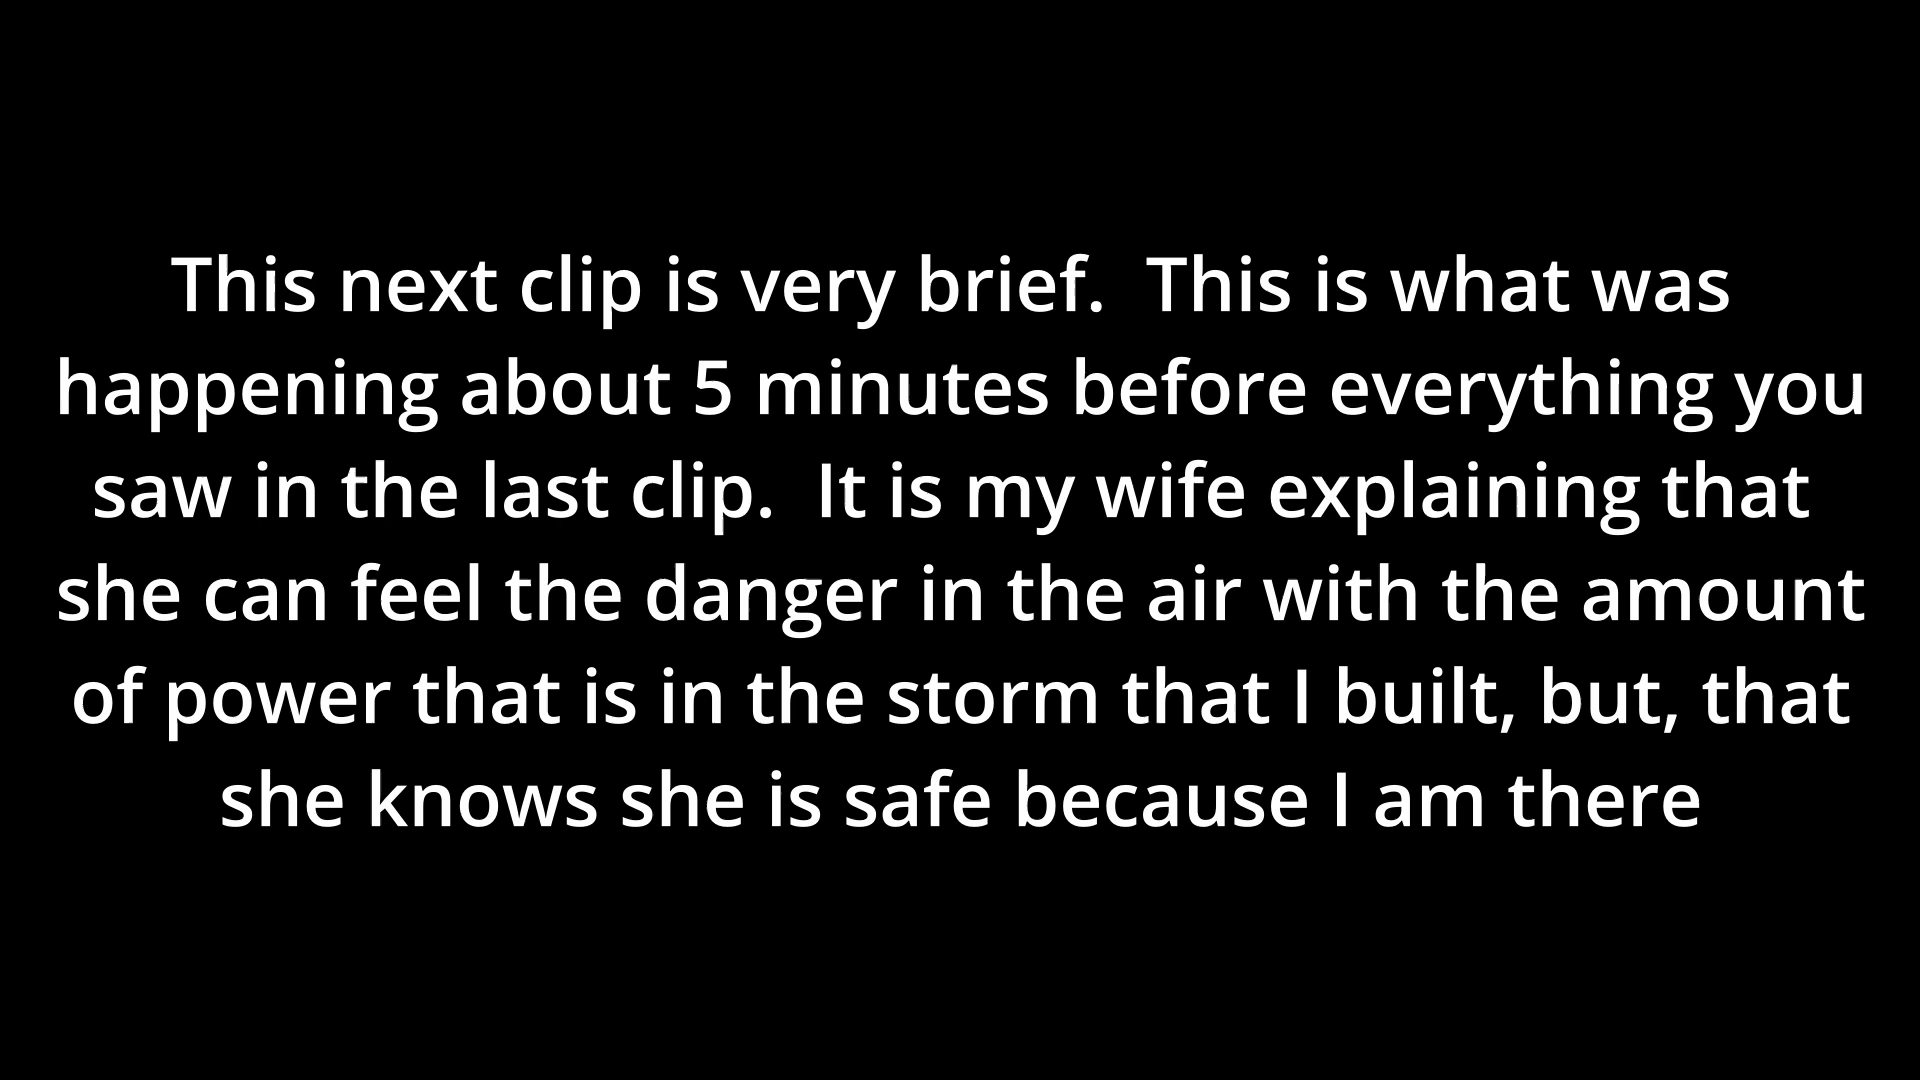 This next clip is very brief.  This is what was
happening about 5 minutes before everything you
saw in the last clip.  It is my wife explaining that
she can feel the danger in the air with the amount
of power that is in the storm that I built, but, that
she knows she is safe because I am there